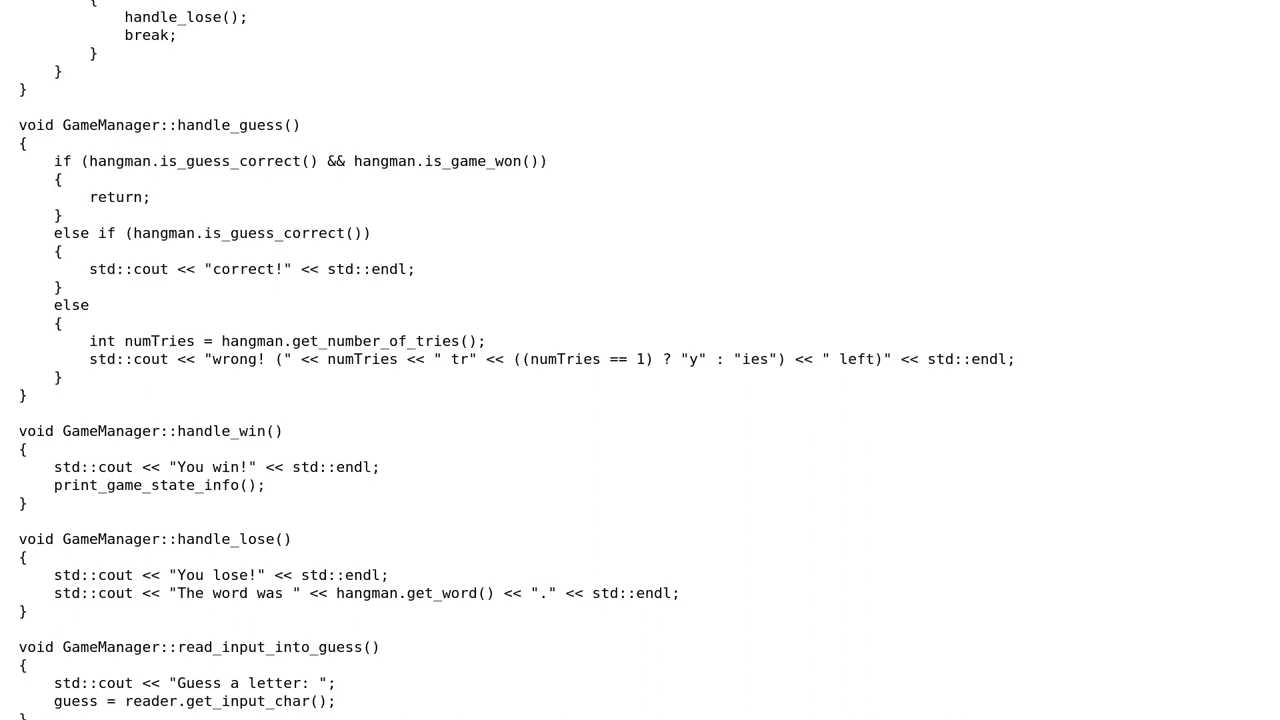 {
            handle_lose();
            break;
        }
    }
}

void GameManager::handle_guess()
{
    if (hangman.is_guess_correct() && hangman.is_game_won())
    {
        return;
    }
    else if (hangman.is_guess_correct())
    {
        std::cout << "correct!" << std::endl;
    }
    else
    {
        int numTries = hangman.get_number_of_tries();
        std::cout << "wrong! (" << numTries << " tr" << ((numTries == 1) ? "y" : "ies") << " left)" << std::endl;
    }
}

void GameManager::handle_win()
{
    std::cout << "You win!" << std::endl;
    print_game_state_info();
}

void GameManager::handle_lose()
{
    std::cout << "You lose!" << std::endl;
    std::cout << "The word was " << hangman.get_word() << "." << std::endl;
}

void GameManager::read_input_into_guess()
{
    std::cout << "Guess a letter: ";
    guess = reader.get_input_char();
}